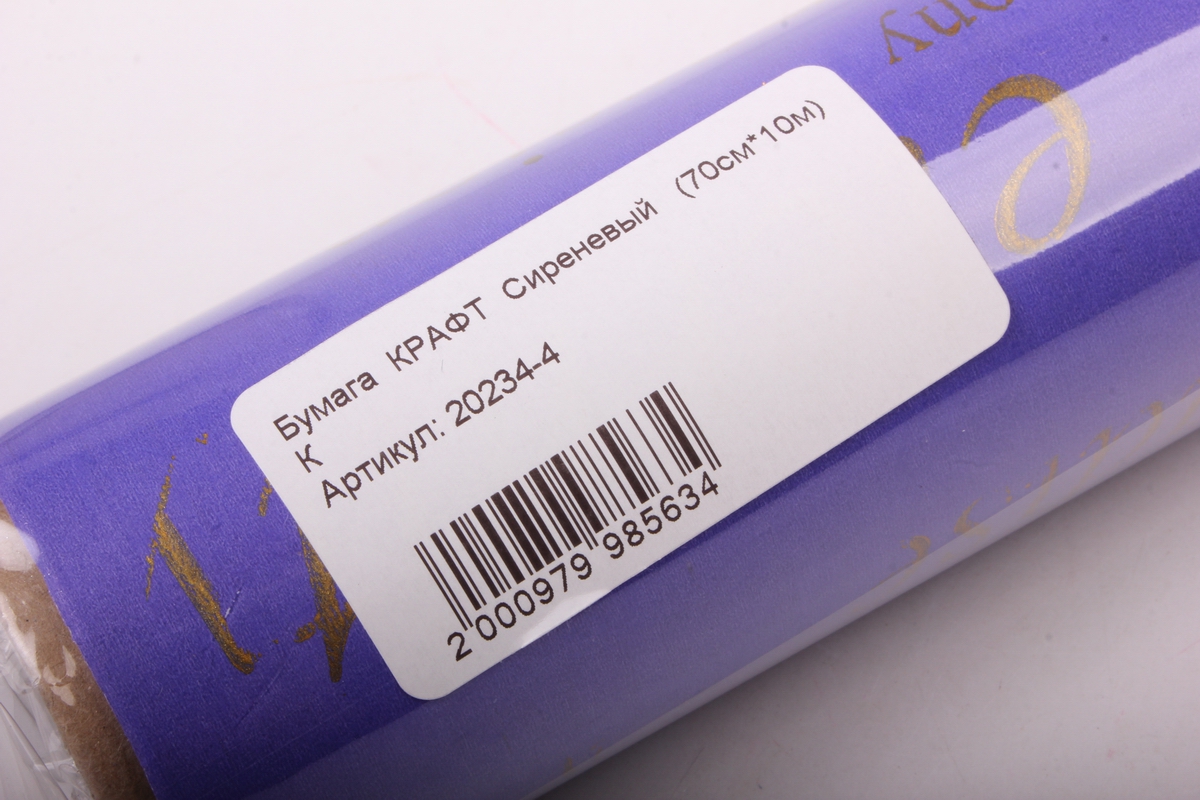 Бумага КРАФТ Сиреневый (70см*10м)
К
Артикул: 20234-4
2 000979 985634